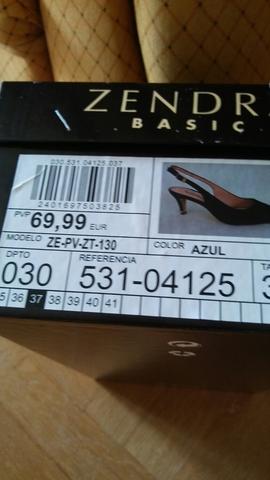 ZENDR
BASIC
030.531.04125.037
2401697503825
PVP 69,99 EUR
MODELO ZE-PV-ZT-130
COLOR AZUL
DPTO
030
REFERENCIA
531-04125
TA
5 36 37 38 39 40 41